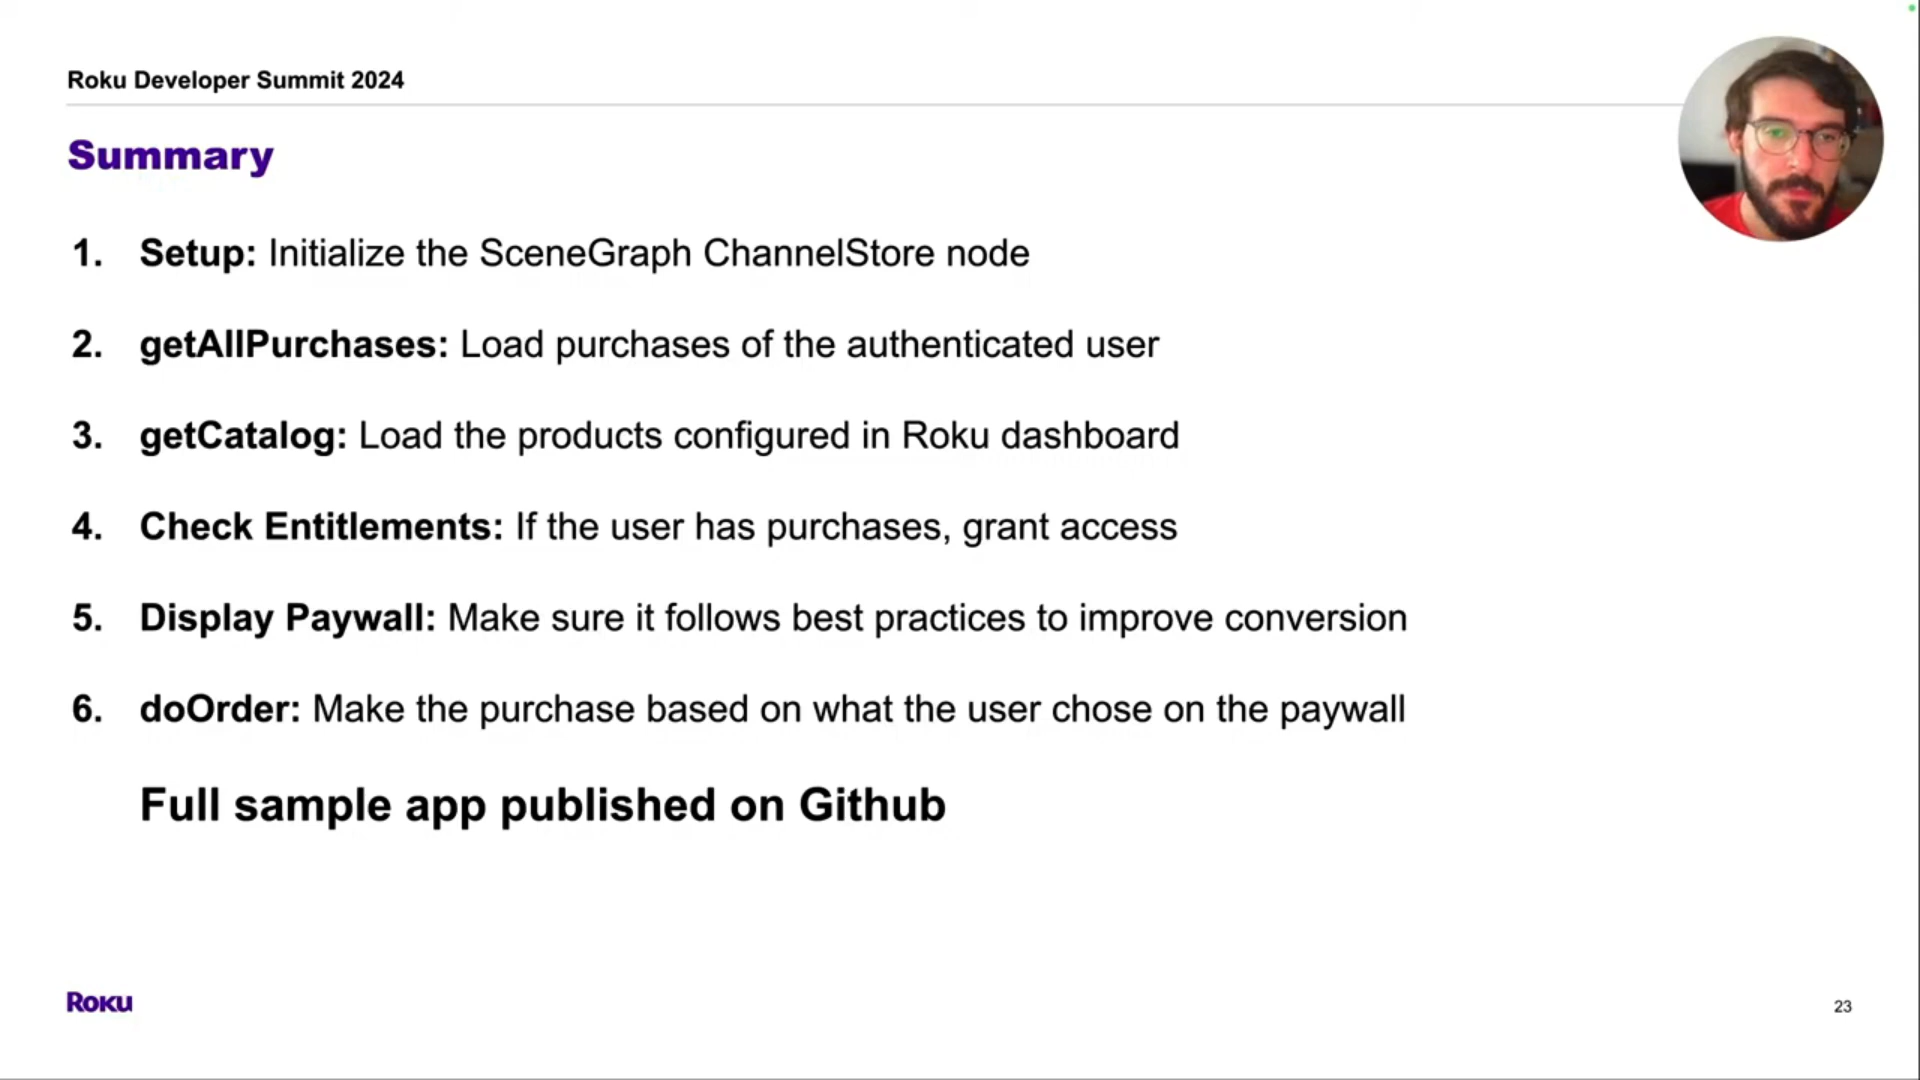 Roku Developer Summit 2024
Summary
1. Setup: Initialize the SceneGraph ChannelStore node
2. getAllPurchases: Load purchases of the authenticated user
3. getCatalog: Load the products configured in Roku dashboard
4. Check Entitlements: If the user has purchases, grant access
5. Display Paywall: Make sure it follows best practices to improve conversion
6. doOrder: Make the purchase based on what the user chose on the paywall
Full sample app published on Github
Roku
23